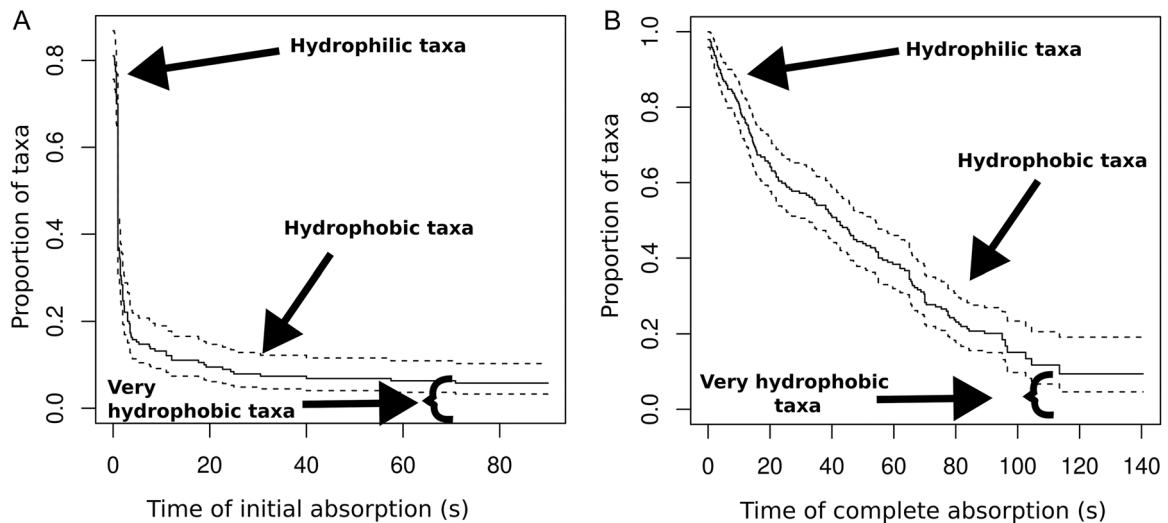 A
Proportion of taxa
0.8
0.6
0.4
0.2
0.0
Hydrophilic taxa
Hydrophobic taxa
Very
hydrophobic taxa
0 20 40 60 80
Time of initial absorption (s)
B
Proportion of taxa
1.0
0.8
0.6
0.4
0.2
0.0
Hydrophilic taxa
Hydrophobic taxa
Very hydrophobic
taxa
0 20 40 60 80 100 120 140
Time of complete absorption (s)